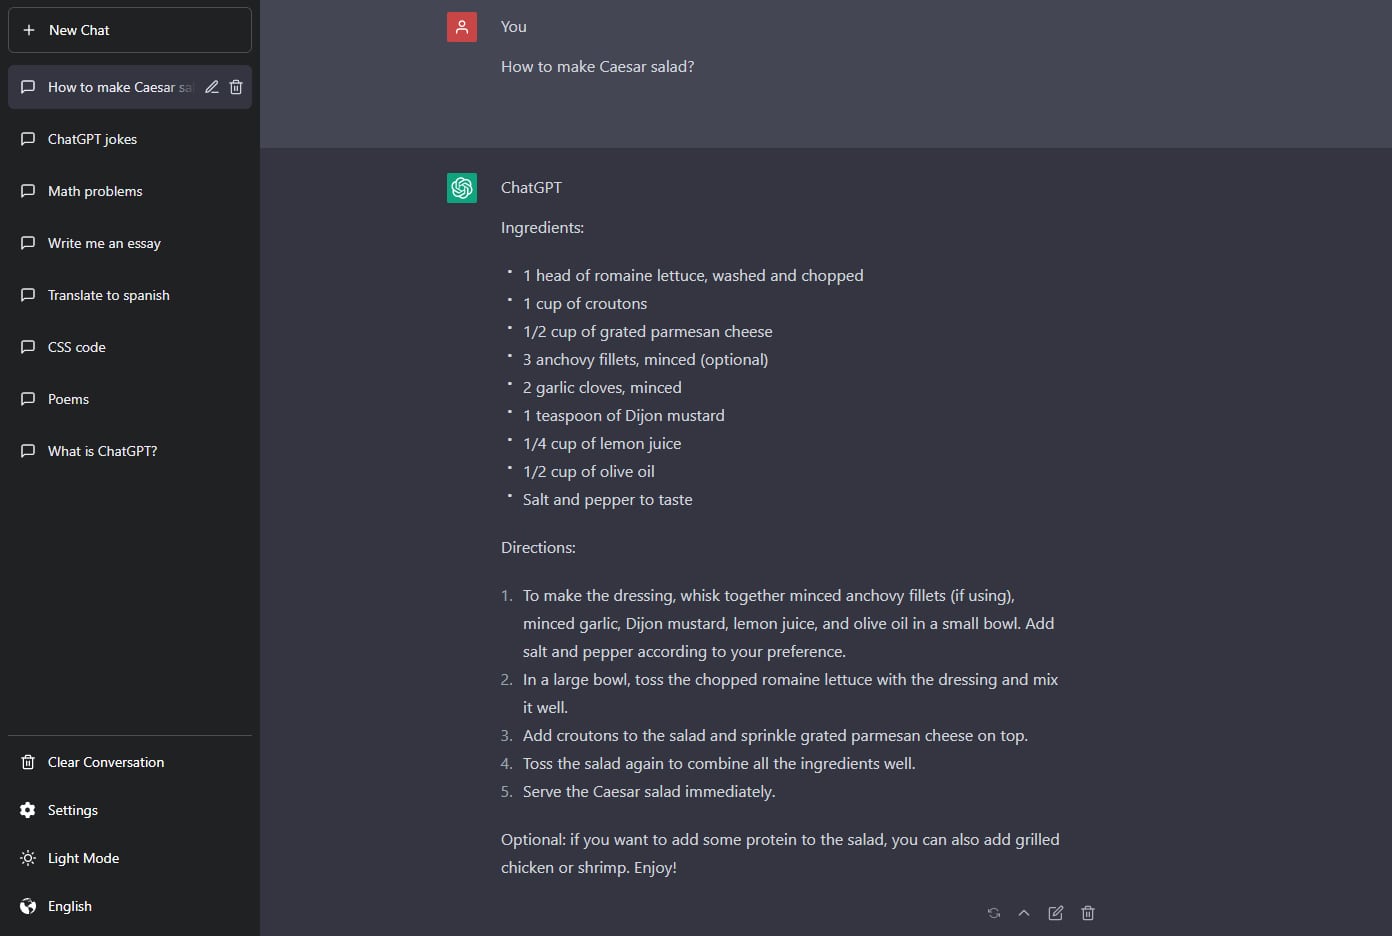 New Chat
How to make Caesar sal
ChatGPT jokes
Math problems
Write me an essay
Translate to spanish
CSS code
Poems
What is ChatGPT?
Clear Conversation
Settings
Light Mode
English
You
How to make Caesar salad?
ChatGPT
Ingredients:
• 1 head of romaine lettuce, washed and chopped
• 1 cup of croutons
• 1/2 cup of grated parmesan cheese
• 3 anchovy fillets, minced (optional)
• 2 garlic cloves, minced
• 1 teaspoon of Dijon mustard
• 1/4 cup of lemon juice
• 1/2 cup of olive oil
• Salt and pepper to taste
Directions:
1. To make the dressing, whisk together minced anchovy fillets (if using),
minced garlic, Dijon mustard, lemon juice, and olive oil in a small bowl. Add
salt and pepper according to your preference.
2. In a large bowl, toss the chopped romaine lettuce with the dressing and mix
it well.
3. Add croutons to the salad and sprinkle grated parmesan cheese on top.
4. Toss the salad again to combine all the ingredients well.
5. Serve the Caesar salad immediately.
Optional: if you want to add some protein to the salad, you can also add grilled
chicken or shrimp. Enjoy!